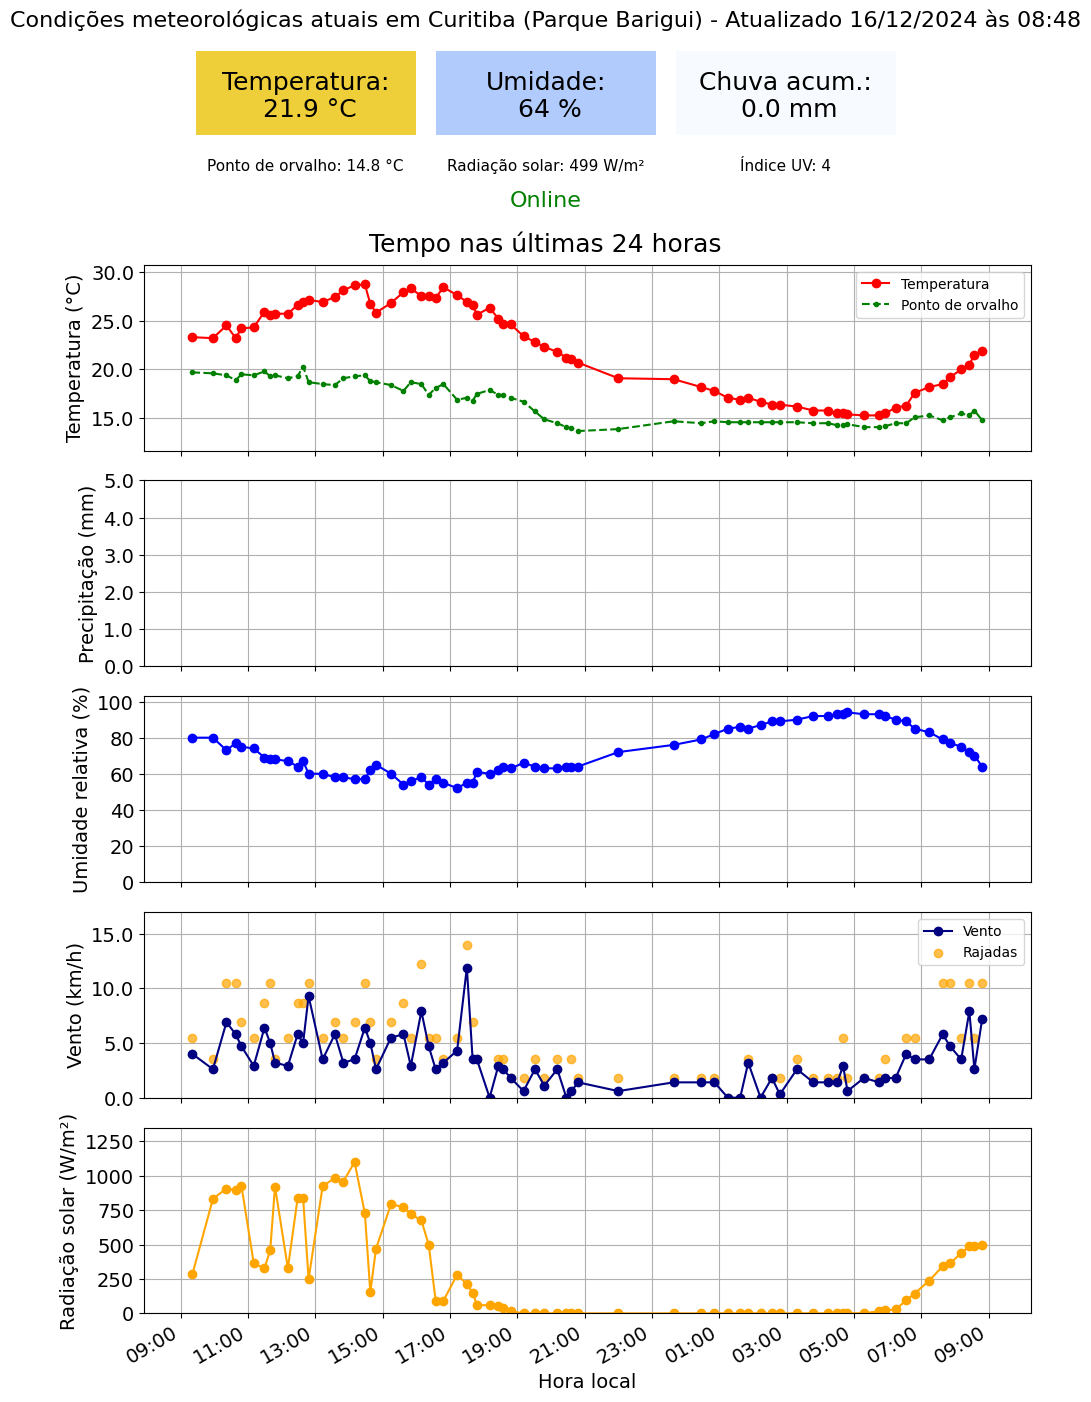 Condições meteorológicas atuais em Curitiba (Parque Barigui) - Atualizado 16/12/2024 às 08:48
Temperatura:
21.9 °C
Umidade:
64 %
Chuva acum.:
0.0 mm
Ponto de orvalho: 14.8 °C
Radiação solar: 499 W/m²
Índice UV: 4
Online
Tempo nas últimas 24 horas
Temperatura (°C)
30.0
25.0
20.0
15.0
Temperatura
Ponto de orvalho
Precipitação (mm)
5.0
4.0
3.0
2.0
1.0
0.0
Umidade relativa (%)
100
80
60
40
20
0
Vento (km/h)
15.0
10.0
5.0
0.0
Vento
Rajadas
Radiação solar (W/m²)
1250
1000
750
500
250
0
09:00
11:00
13:00
15:00
17:00
19:00
21:00
23:00
01:00
03:00
05:00
07:00
09:00
Hora local